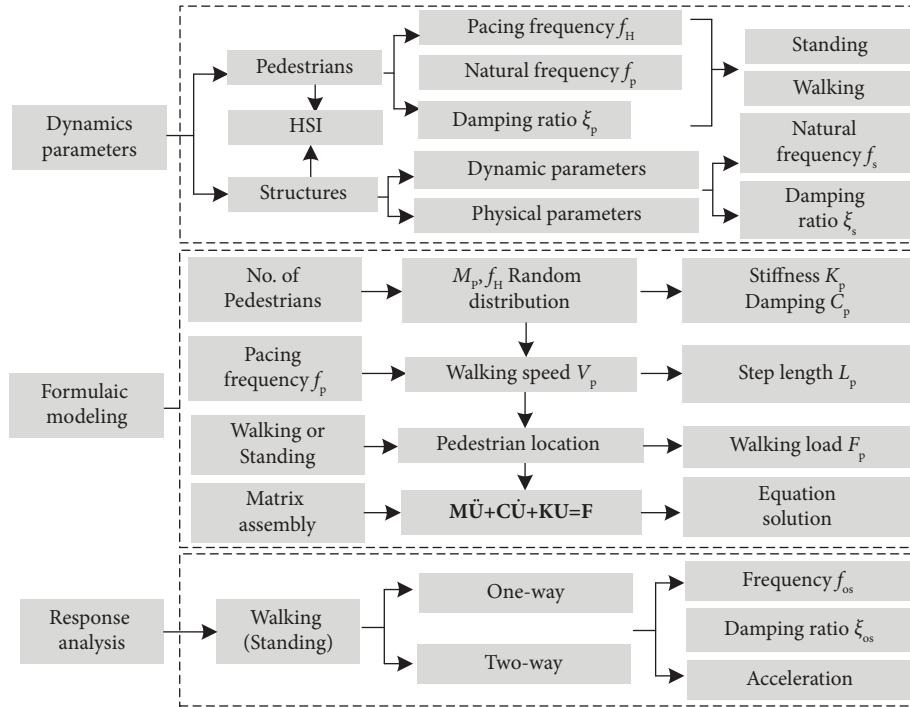 Dynamics
parameters
Pedestrians
HSI
Structures
Pacing frequency f_H
Natural frequency f_p
Damping ratio ξ_p
Dynamic parameters
Physical parameters
Standing
Walking
Natural
frequency f_s
Damping
ratio ξ_s
Formulaic
modeling
No. of
Pedestrians
M_P, f_H Random
distribution
Stiffness K_p
Damping C_p
Pacing
frequency f_p
Walking speed V_p
Step length L_p
Walking or
Standing
Pedestrian location
Walking load F_p
Matrix
assembly
MÜ+CU̇+KU=F
Equation
solution
Response
analysis
Walking
(Standing)
One-way
Two-way
Frequency f_os
Damping ratio ξ_os
Acceleration